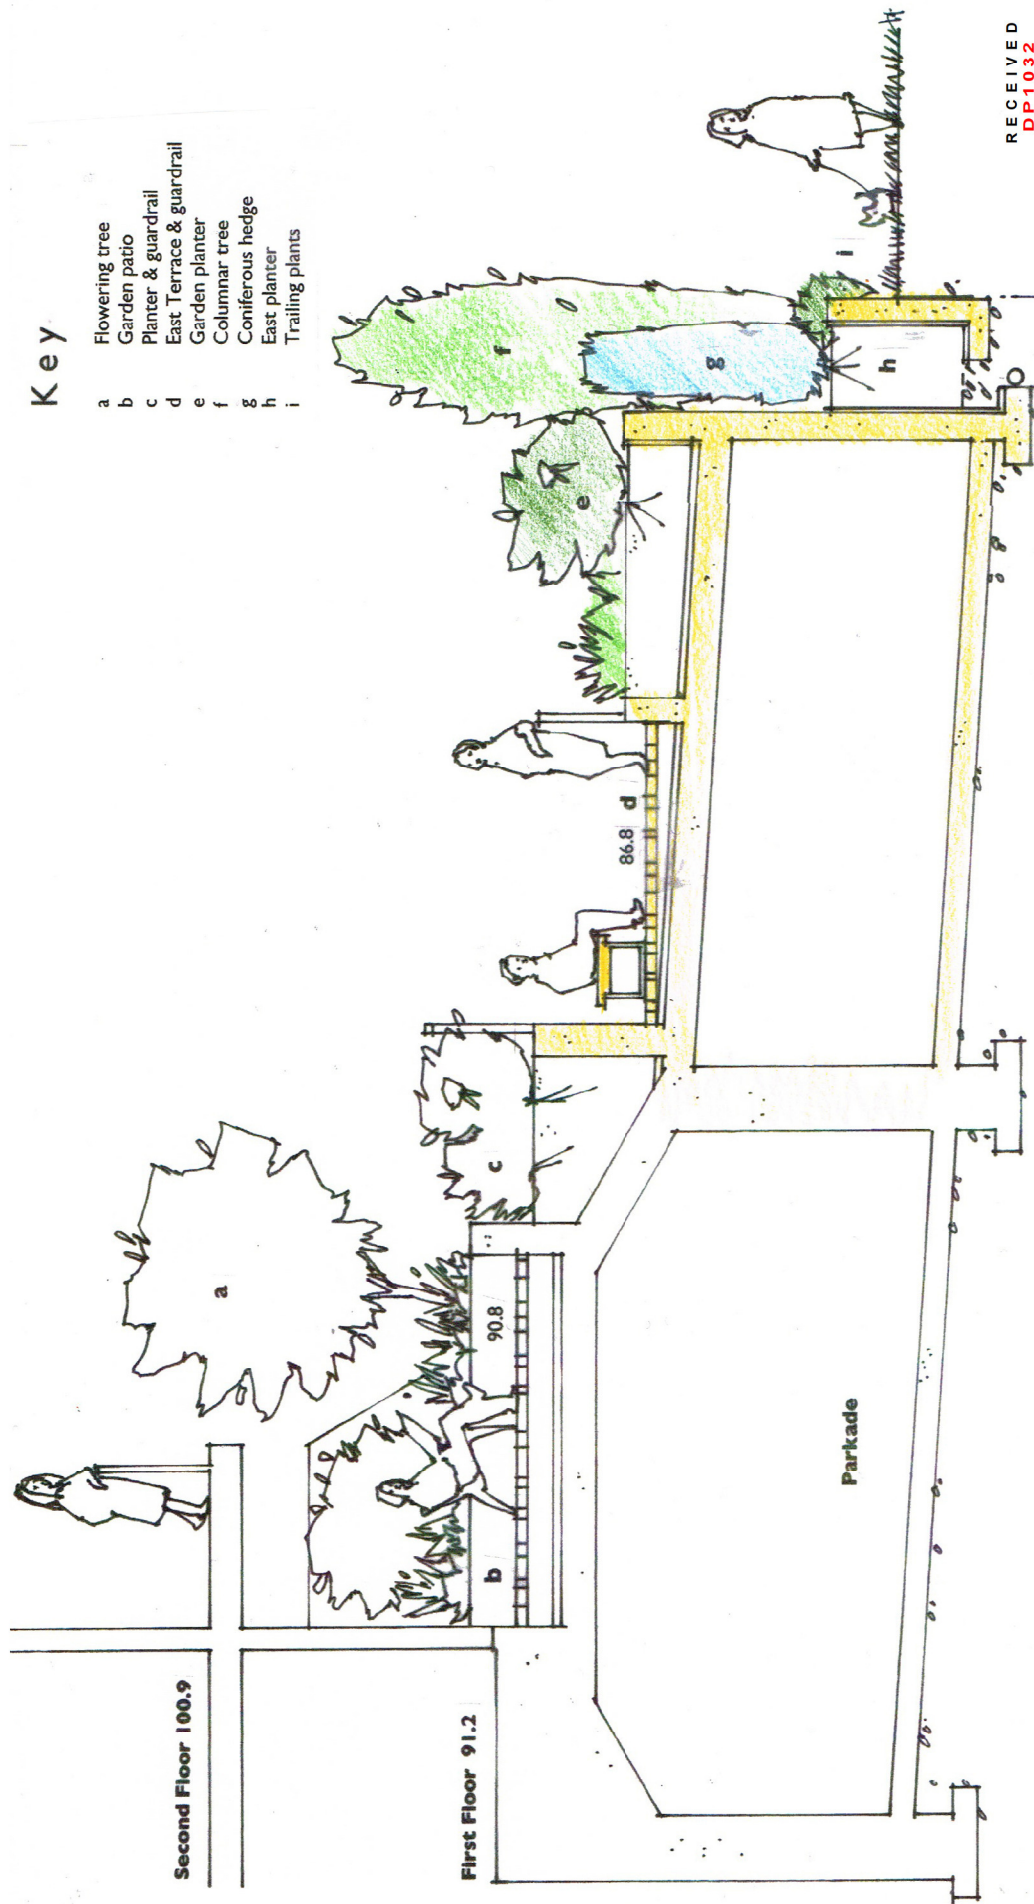 Key
a Flowering tree
b Garden patio
c Planter & guardrail
d East Terrace & guardrail
e Garden planter
f Columnar tree
g Coniferous hedge
h East planter
i Trailing plants
Second Floor 100.9
First Floor 91.2
a
b
90.8
c
86.8 d
e
f
g
h
i
Parkade
RECEIVED
DP1032